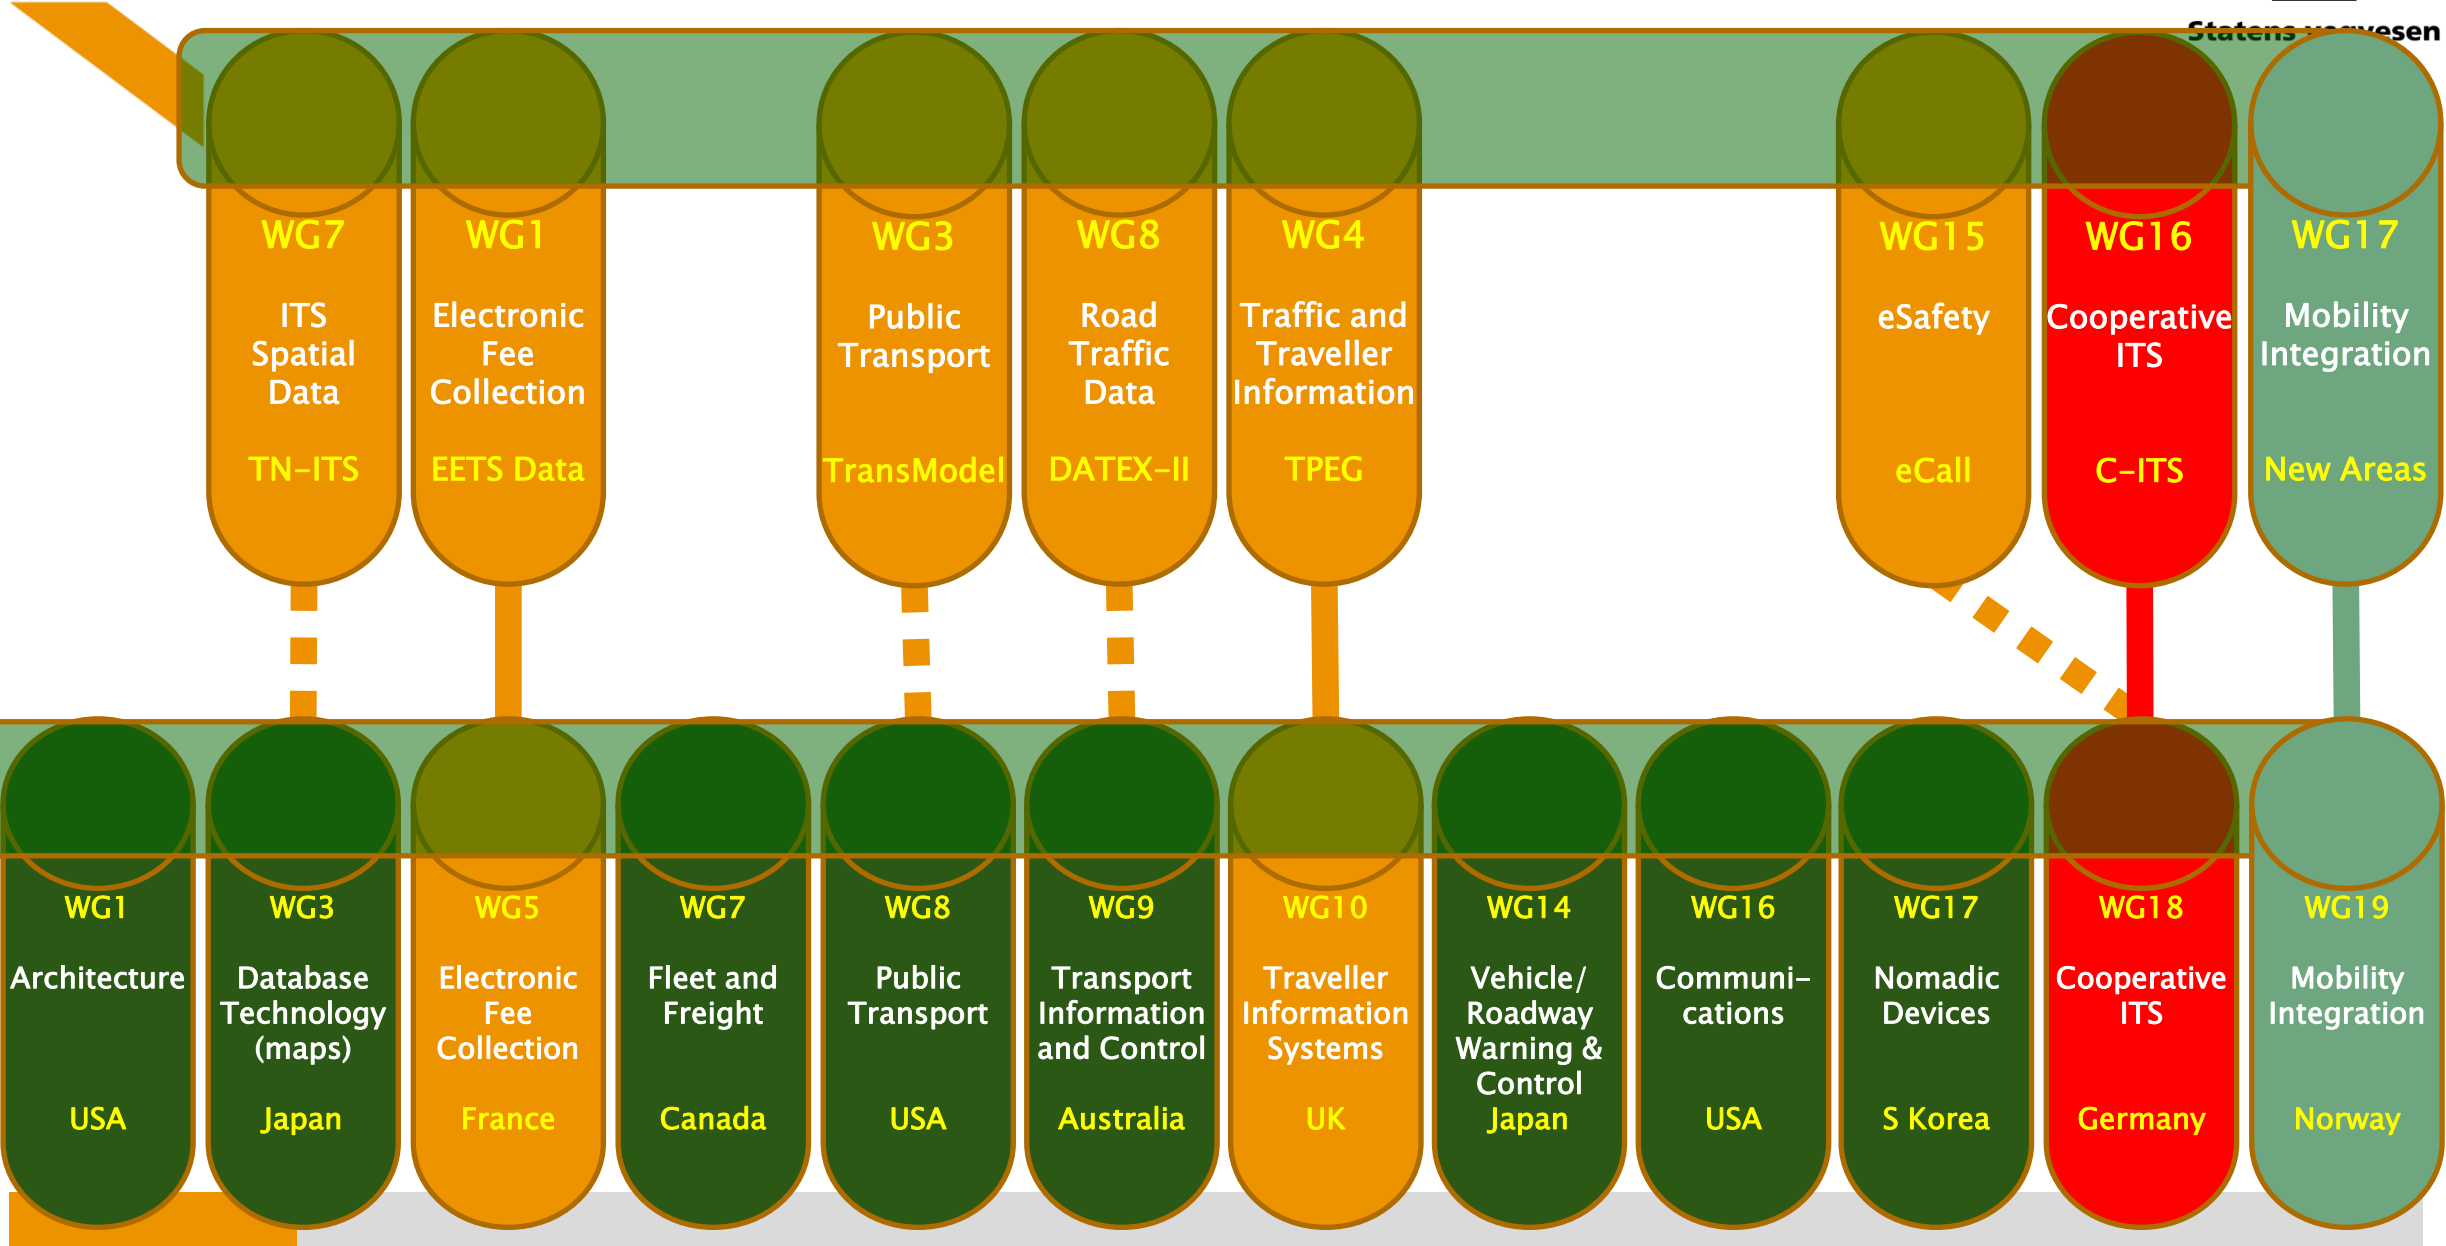 Statens vegvesen
WG7
ITS
Spatial
Data
TN-ITS
WG1
Electronic
Fee
Collection
EETS Data
WG3
Public
Transport
TransModel
WG8
Road
Traffic
Data
DATEX-II
WG4
Traffic and
Traveller
Information
TPEG
WG15
eSafety
eCall
WG16
Cooperative
ITS
C-ITS
WG17
Mobility
Integration
New Areas
WG1
Architecture
USA
WG3
Database
Technology
(maps)
Japan
WG5
Electronic
Fee
Collection
France
WG7
Fleet and
Freight
Canada
WG8
Public
Transport
USA
WG9
Transport
Information
and Control
Australia
WG10
Traveller
Information
Systems
UK
WG14
Vehicle/
Roadway
Warning &
Control
Japan
WG16
Communi-
cations
USA
WG17
Nomadic
Devices
S Korea
WG18
Cooperative
ITS
Germany
WG19
Mobility
Integration
Norway